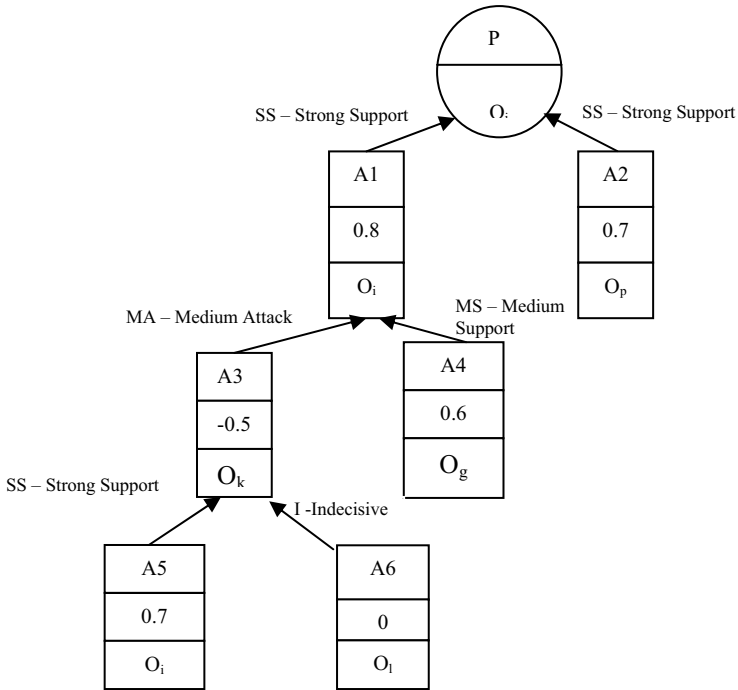 P
Oᵢ
SS – Strong Support
SS – Strong Support
A1
0.8
Oᵢ
A2
0.7
Oₚ
MA – Medium Attack
MS – Medium
Support
A3
-0.5
Oₖ
A4
0.6
O_g
SS – Strong Support
I -Indecisive
A5
0.7
Oᵢ
A6
0
Oₗ